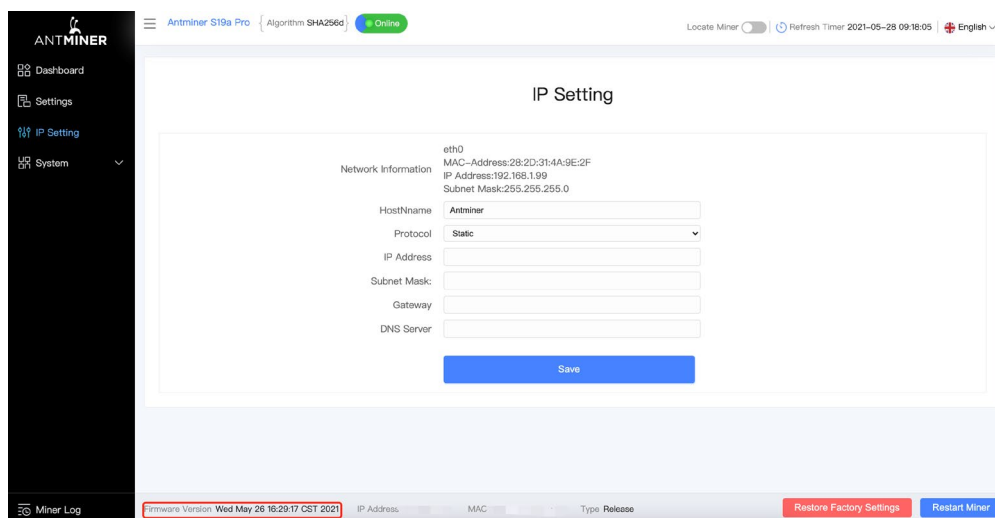 ANTMINER
Antminer S19a Pro { Algorithm SHA256d } Online
Locate Miner Refresh Timer 2021-05-28 09:18:05 English
Dashboard
Settings
IP Setting
System
IP Setting
Network Information
eth0
MAC-Address:28:2D:31:4A:9E:2F
IP Address:192.168.1.99
Subnet Mask:255.255.255.0
HostNname Antminer
Protocol Static
IP Address
Subnet Mask:
Gateway
DNS Server
Save
Miner Log
Firmware Version Wed May 26 16:29:17 CST 2021 IP Address MAC Type Release
Restore Factory Settings Restart Miner